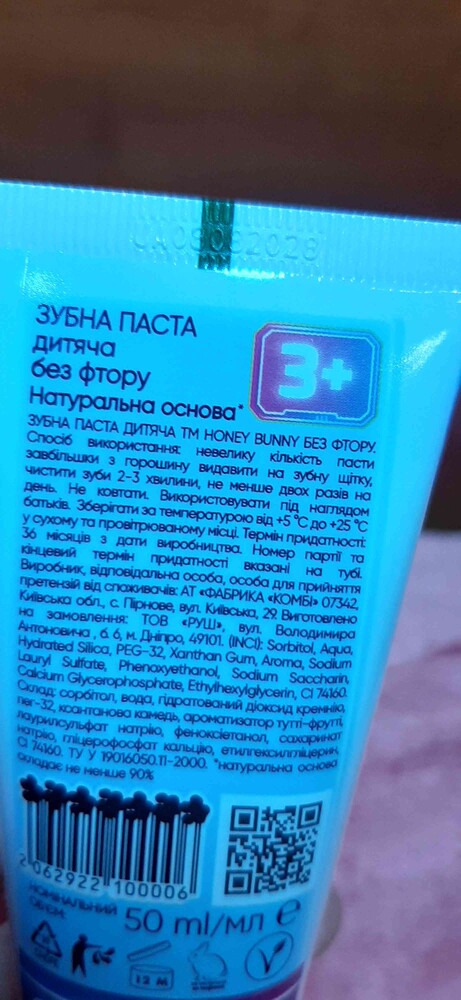 UA08082028
ЗУБНА ПАСТА
дитяча
без фтору
Натуральна основа*
3+
ЗУБНА ПАСТА ДИТЯЧА ТМ HONEY BUNNY БЕЗ ФТОРУ.
Спосіб використання: невелику кількість пасти
завбільшки з горошину видавити на зубну щітку,
чистити зуби 2-3 хвилини, не менше двох разів на
день. Не ковтати. Використовувати під наглядом
батьків. Зберігати за температурою від +5 °С до +25 °С
у сухому та провітрюваному місці. Термін придатності:
36 місяців з дати виробництва. Номер партії та
кінцевий термін придатності вказані на тубі.
Виробник, відповідальна особа, особа для прийняття
претензій від споживачів: АТ «ФАБРИКА «КОМБІ» 07342,
Київська обл., с. Пірнове, вул. Київська, 29. Виготовлено
на замовлення: ТОВ «РУШ», вул. Володимира
Антоновича, б. 6, м. Дніпро, 49101. (INCI): Sorbitol, Aqua,
Hydrated Silica, PEG-32, Xanthan Gum, Aroma, Sodium
Lauryl Sulfate, Phenoxyethanol, Sodium Saccharin,
Calcium Glycerophosphate, Ethylhexylglycerin, CI 74160.
Склад: сорбітол, вода, гідратований діоксид кремнію,
пег-32, ксантанова камедь, ароматизатор тутті-фрутті,
лаурилсульфат натрію, феноксіетанол, сахаринат
натрію, гліцерофосфат кальцію, етилгексилгліцерин,
CI 74160. ТУ У 19016050.11-2000. *натуральна основа
складає не менше 90%
2 062922 100006
НОМІНАЛЬНИЙ
ОБ'ЄМ:
50 ml/мл e
12 M